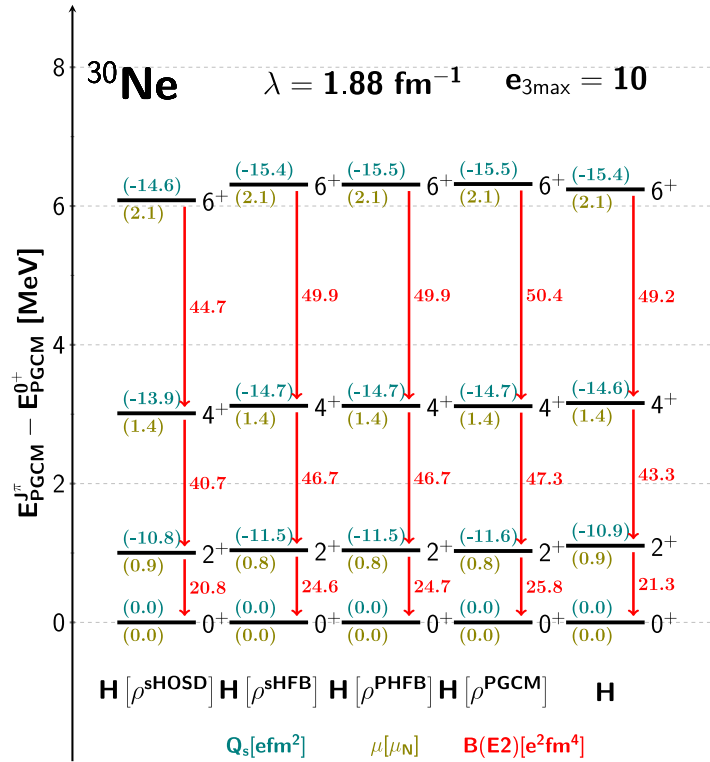 8
³⁰Ne λ = 1.88 fm⁻¹ e₃ₘₐₓ = 10
(-14.6) (-15.4) (-15.5) (-15.5) (-15.4)
6 6⁺ 6⁺ 6⁺ 6⁺ 6⁺
(2.1) (2.1) (2.1) (2.1) (2.1)
44.7 49.9 49.9 50.4 49.2
4
(-13.9) (-14.7) (-14.7) (-14.7) (-14.6)
4⁺ 4⁺ 4⁺ 4⁺ 4⁺
(1.4) (1.4) (1.4) (1.4) (1.4)
40.7 46.7 46.7 47.3 43.3
2
(-10.8) (-11.5) (-11.5) (-11.6) (-10.9)
2⁺ 2⁺ 2⁺ 2⁺ 2⁺
(0.9) (0.8) (0.8) (0.8) (0.9)
20.8 24.6 24.7 25.8 21.3
(0.0) (0.0) (0.0) (0.0) (0.0)
0 0⁺ 0⁺ 0⁺ 0⁺ 0⁺
(0.0) (0.0) (0.0) (0.0) (0.0)
E^{J^π}_{PGCM} − E^{0⁺}_{PGCM} [MeV]
H [ρ^{sHOSD}] H [ρ^{sHFB}] H [ρ^{PHFB}] H [ρ^{PGCM}] H
Qₛ[efm²] μ[μ_N] B(E2)[e²fm⁴]